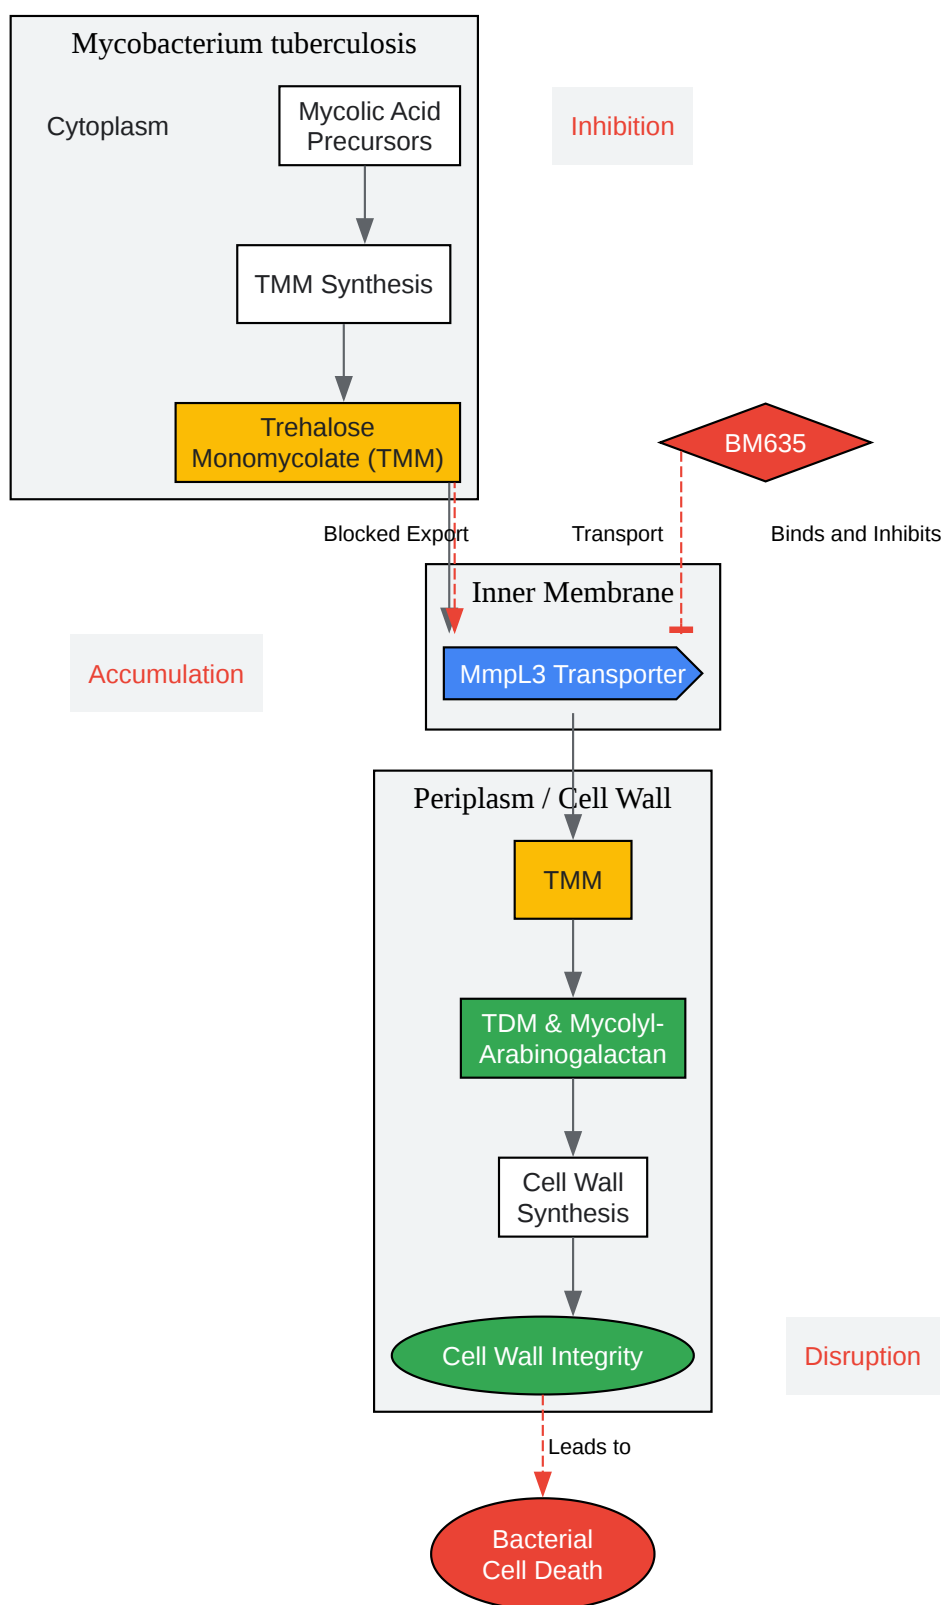 Mycobacterium tuberculosis
Cytoplasm
Mycolic Acid
Precursors
Inhibition
TMM Synthesis
Trehalose
Monomycolate (TMM)
BM635
Blocked Export
Transport
Binds and Inhibits
Inner Membrane
Accumulation
MmpL3 Transporter
Periplasm / Cell Wall
TMM
TDM & Mycolyl-
Arabinogalactan
Cell Wall
Synthesis
Cell Wall Integrity
Disruption
Leads to
Bacterial
Cell Death